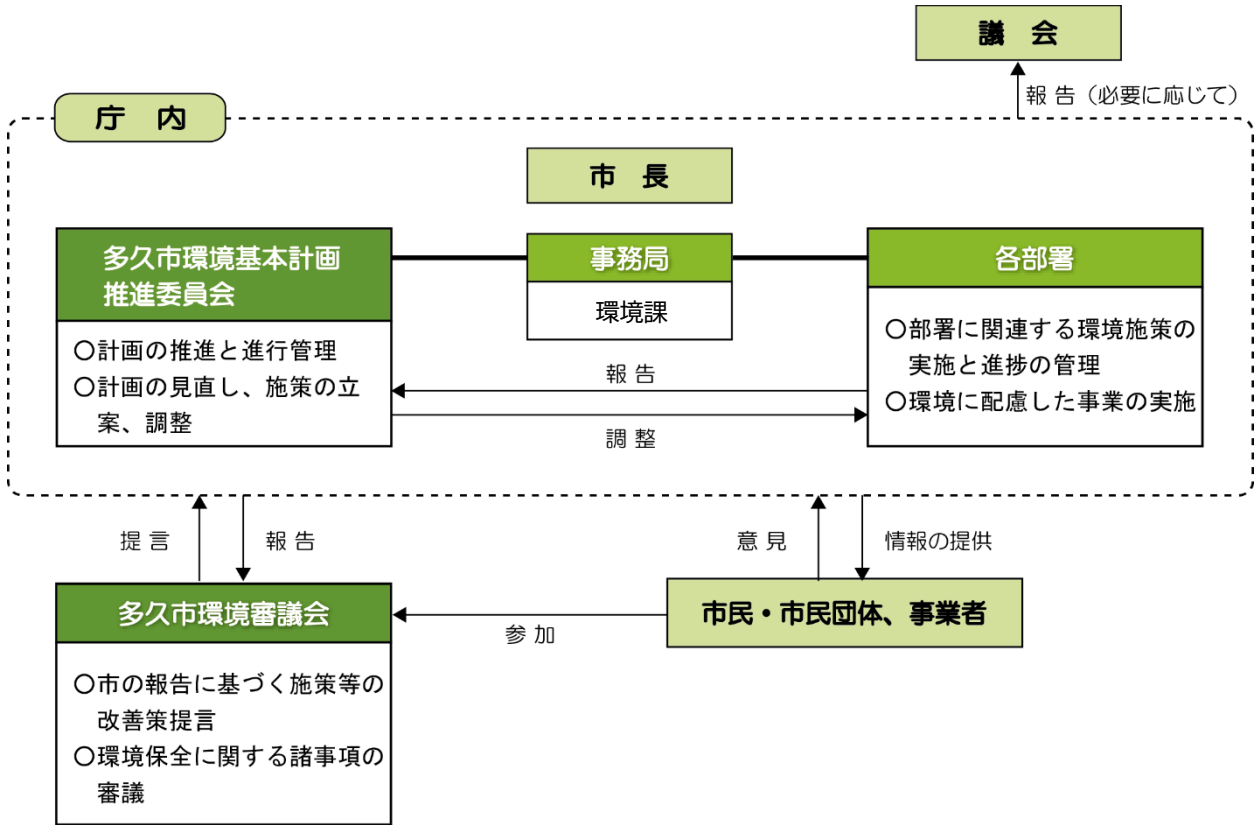 議 会
報 告（必要に応じて）
庁 内
市 長
多久市環境基本計画
推進委員会
○計画の推進と進行管理
○計画の見直し、施策の立
案、調整
事務局
環境課
各部署
○部署に関連する環境施策の
実施と進捗の管理
○環境に配慮した事業の実施
報 告
調 整
提 言
報 告
意 見
情報の提供
多久市環境審議会
○市の報告に基づく施策等の
改善策提言
○環境保全に関する諸事項の
審議
参 加
市民・市民団体、事業者